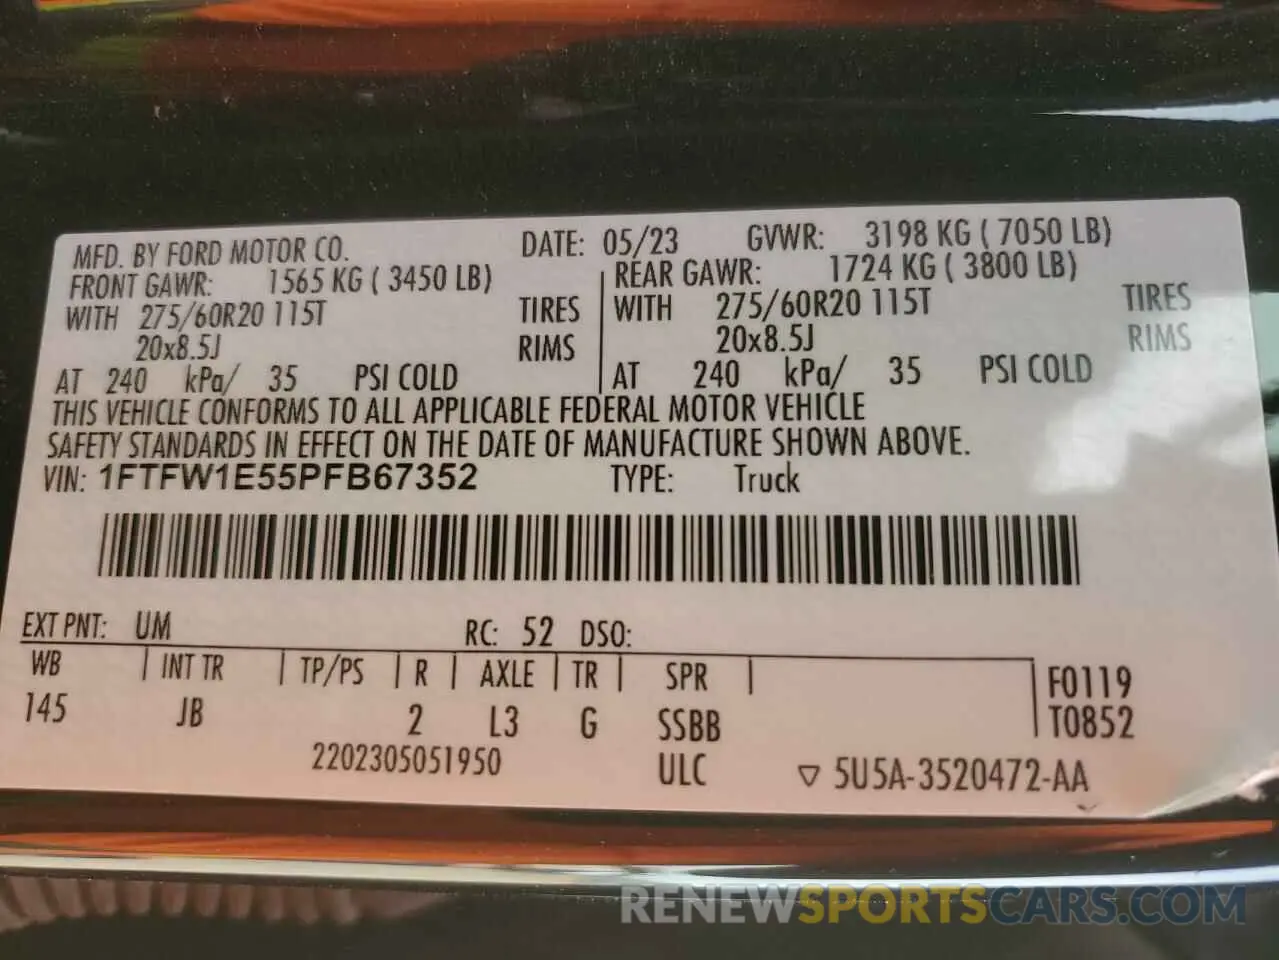 MFD. BY FORD MOTOR CO. DATE: 05/23 GVWR: 3198 KG ( 7050 LB)
FRONT GAWR: 1565 KG ( 3450 LB) REAR GAWR: 1724 KG ( 3800 LB)
WITH 275/60R20 115T TIRES WITH 275/60R20 115T TIRES
20x8.5J RIMS 20x8.5J RIMS
AT 240 kPa/ 35 PSI COLD AT 240 kPa/ 35 PSI COLD
THIS VEHICLE CONFORMS TO ALL APPLICABLE FEDERAL MOTOR VEHICLE
SAFETY STANDARDS IN EFFECT ON THE DATE OF MANUFACTURE SHOWN ABOVE.
VIN: 1FTFW1E55PFB67352 TYPE: Truck
EXT PNT: UM RC: 52 DSO:
WB INT TR TP/PS R AXLE TR SPR F0119
145 JB 2 L3 G SSBB T0852
2202305051950 ULC ▽ 5U5A-3520472-AA
RENEWSPORTSCARS.COM